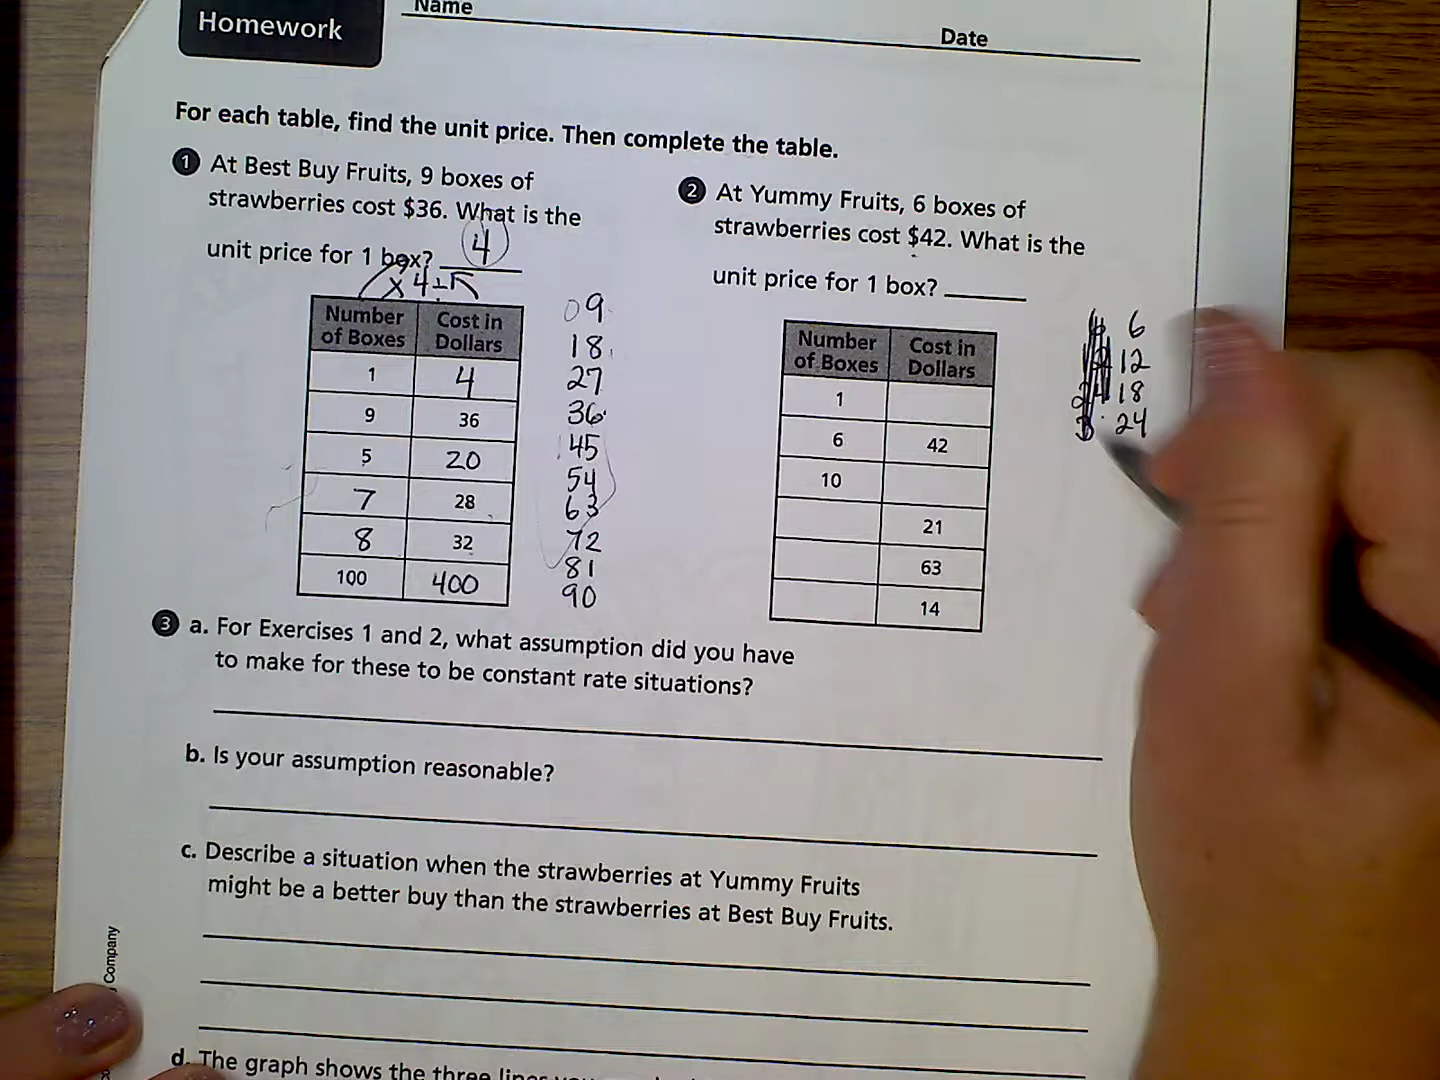 Homework
Name
Date
For each table, find the unit price. Then complete the table.
1 At Best Buy Fruits, 9 boxes of
strawberries cost $36. What is the
unit price for 1 box? 4
x 4
Number of Boxes Cost in Dollars
1 4
9 36
5 20
7 28
8 32
100 400
09
18
27
36
45
54
63
72
81
90
2 At Yummy Fruits, 6 boxes of
strawberries cost $42. What is the
unit price for 1 box?
Number of Boxes Cost in Dollars
1
6 42
10
21
63
14
6
12
18
24
3 a. For Exercises 1 and 2, what assumption did you have
to make for these to be constant rate situations?
b. Is your assumption reasonable?
c. Describe a situation when the strawberries at Yummy Fruits
might be a better buy than the strawberries at Best Buy Fruits.
d. The graph shows the three lines
Company